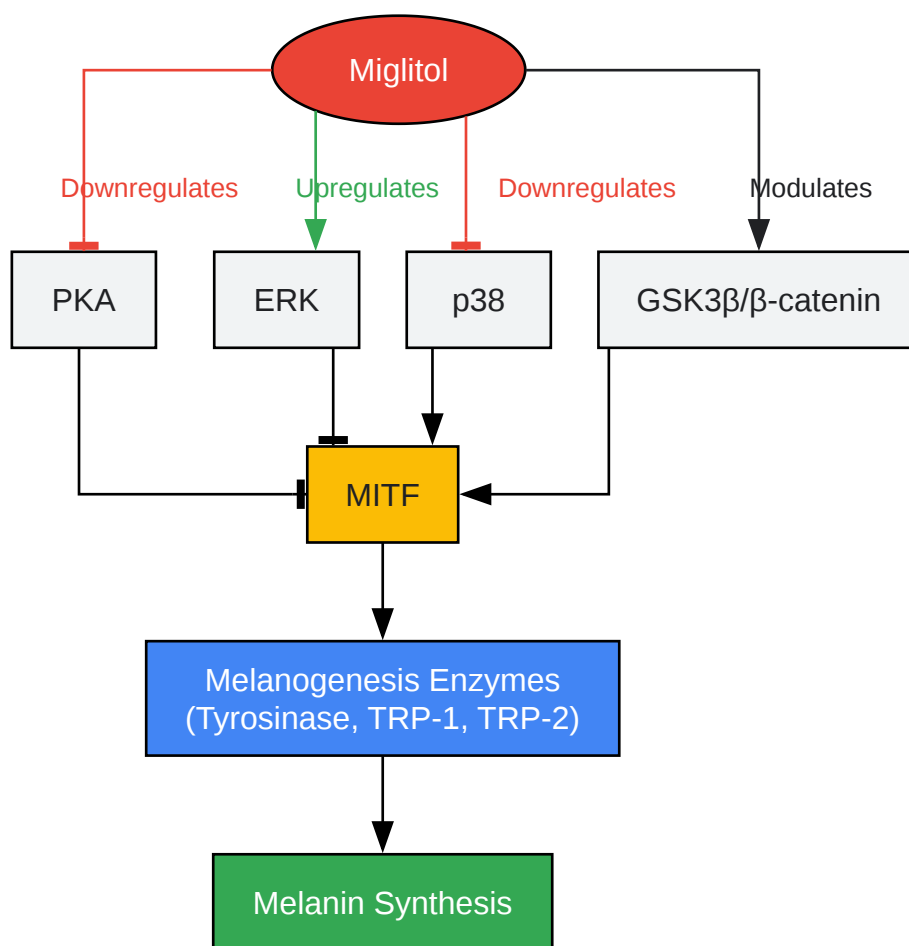 Miglitol
Downregulates
Upregulates
Downregulates
Modulates
PKA
ERK
p38
GSK3β/β-catenin
MITF
Melanogenesis Enzymes
(Tyrosinase, TRP-1, TRP-2)
Melanin Synthesis